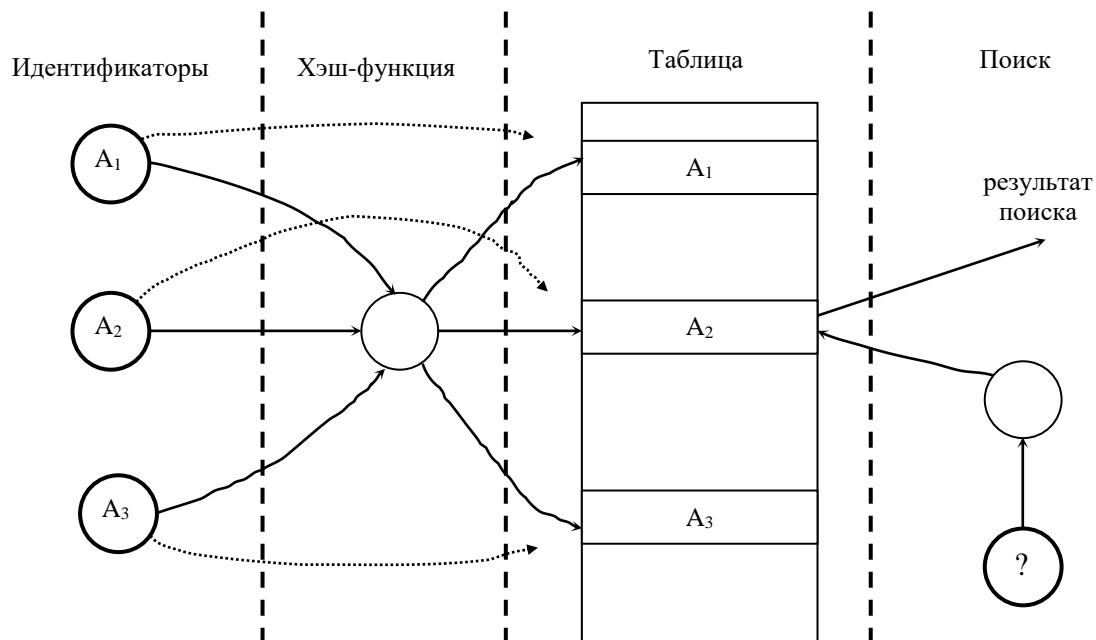 Идентификаторы
Хэш-функция
Таблица
Поиск
A1
A2
A3
A1
A2
A3
результат
поиска
?